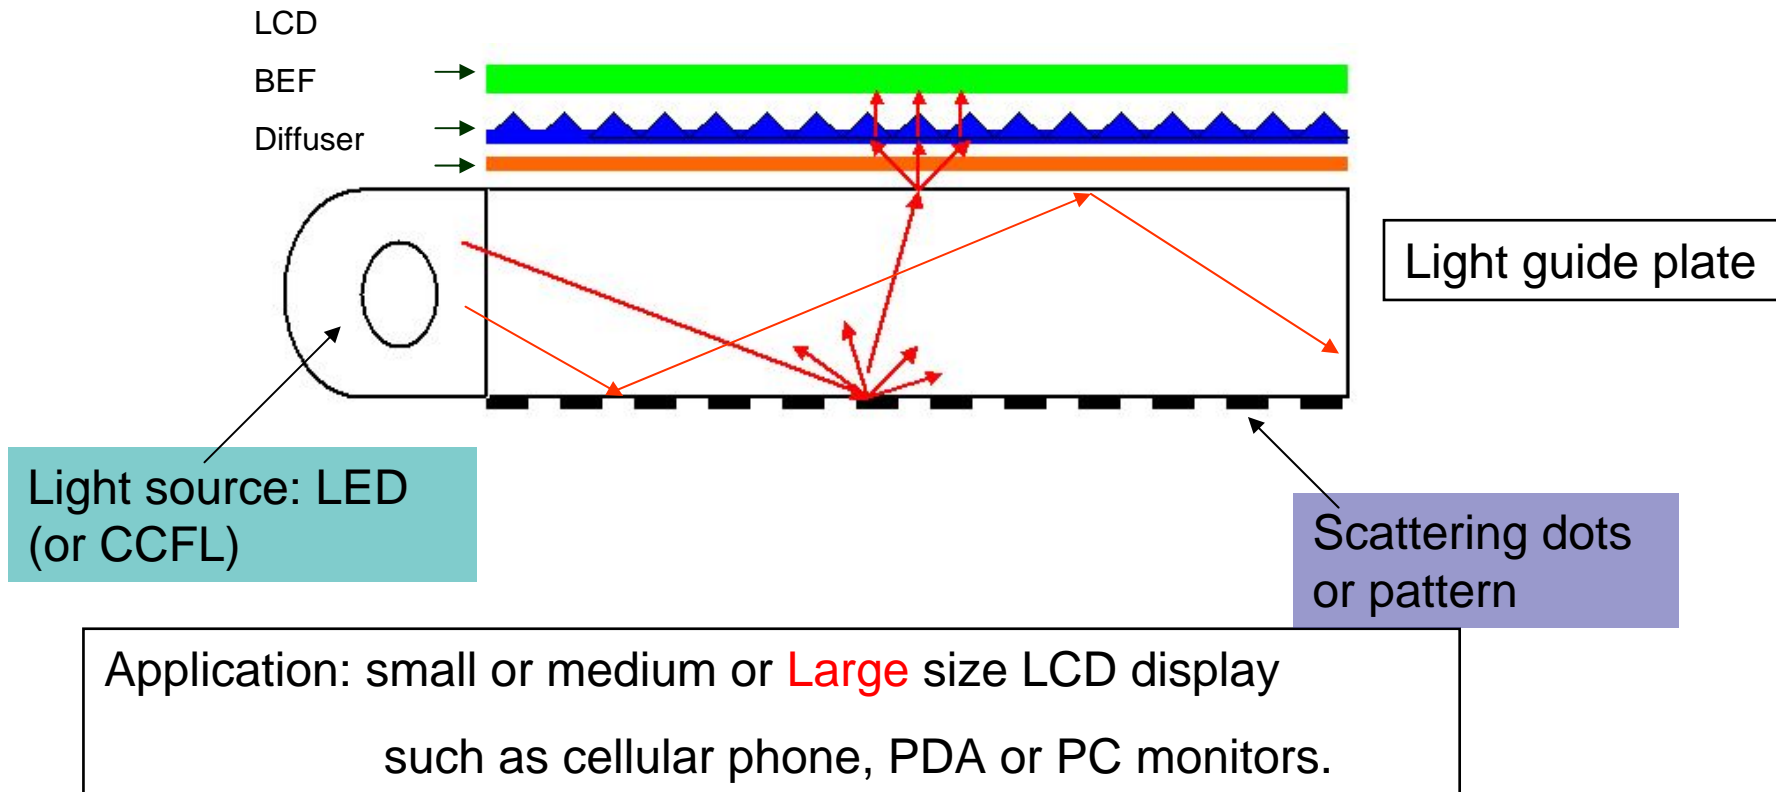 LCD
BEF
Diffuser
Light guide plate
Light source: LED
(or CCFL)
Scattering dots
or pattern
Application: small or medium or Large size LCD display
such as cellular phone, PDA or PC monitors.